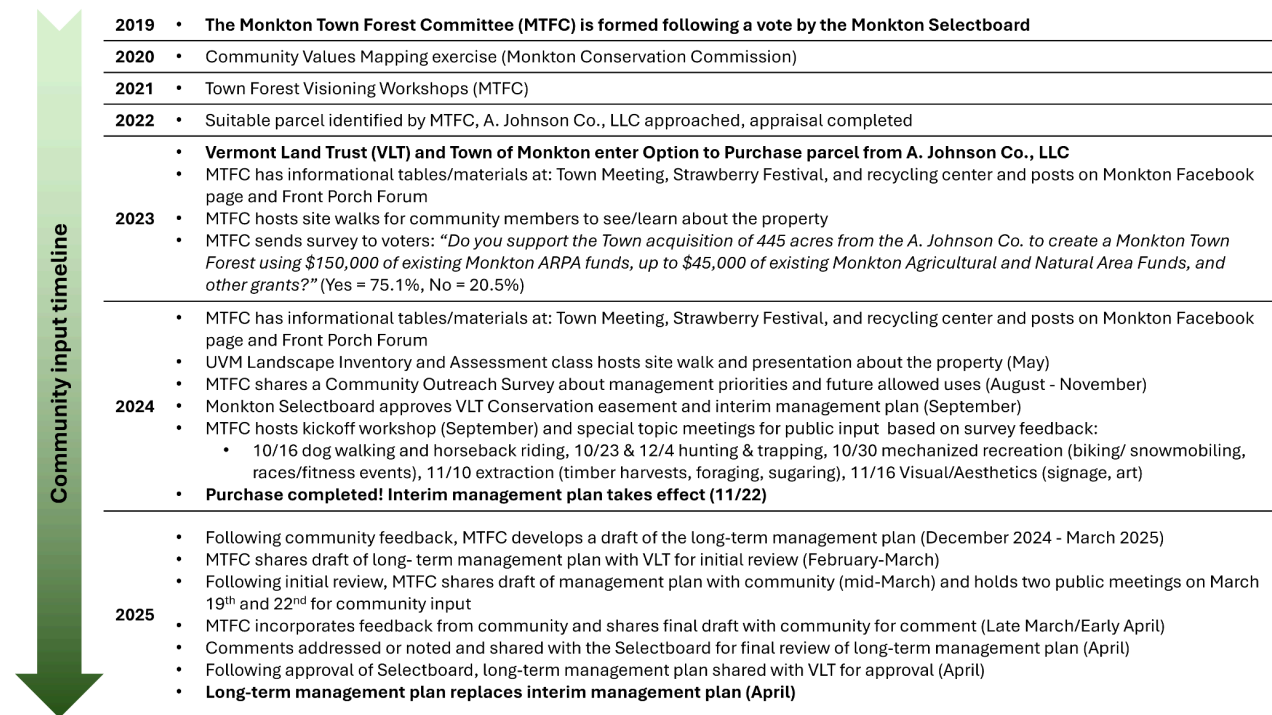 Community input timeline
2019 • The Monkton Town Forest Committee (MTFC) is formed following a vote by the Monkton Selectboard
2020 • Community Values Mapping exercise (Monkton Conservation Commission)
2021 • Town Forest Visioning Workshops (MTFC)
2022 • Suitable parcel identified by MTFC, A. Johnson Co., LLC approached, appraisal completed
2023
• Vermont Land Trust (VLT) and Town of Monkton enter Option to Purchase parcel from A. Johnson Co., LLC
• MTFC has informational tables/materials at: Town Meeting, Strawberry Festival, and recycling center and posts on Monkton Facebook
page and Front Porch Forum
• MTFC hosts site walks for community members to see/learn about the property
• MTFC sends survey to voters: “Do you support the Town acquisition of 445 acres from the A. Johnson Co. to create a Monkton Town
Forest using $150,000 of existing Monkton ARPA funds, up to $45,000 of existing Monkton Agricultural and Natural Area Funds, and
other grants?” (Yes = 75.1%, No = 20.5%)
2024
• MTFC has informational tables/materials at: Town Meeting, Strawberry Festival, and recycling center and posts on Monkton Facebook
page and Front Porch Forum
• UVM Landscape Inventory and Assessment class hosts site walk and presentation about the property (May)
• MTFC shares a Community Outreach Survey about management priorities and future allowed uses (August - November)
• Monkton Selectboard approves VLT Conservation easement and interim management plan (September)
• MTFC hosts kickoff workshop (September) and special topic meetings for public input based on survey feedback:
• 10/16 dog walking and horseback riding, 10/23 & 12/4 hunting & trapping, 10/30 mechanized recreation (biking/ snowmobiling,
races/fitness events), 11/10 extraction (timber harvests, foraging, sugaring), 11/16 Visual/Aesthetics (signage, art)
• Purchase completed! Interim management plan takes effect (11/22)
2025
• Following community feedback, MTFC develops a draft of the long-term management plan (December 2024 - March 2025)
• MTFC shares draft of long- term management plan with VLT for initial review (February-March)
• Following initial review, MTFC shares draft of management plan with community (mid-March) and holds two public meetings on March
19th and 22nd for community input
• MTFC incorporates feedback from community and shares final draft with community for comment (Late March/Early April)
• Comments addressed or noted and shared with the Selectboard for final review of long-term management plan (April)
• Following approval of Selectboard, long-term management plan shared with VLT for approval (April)
• Long-term management plan replaces interim management plan (April)